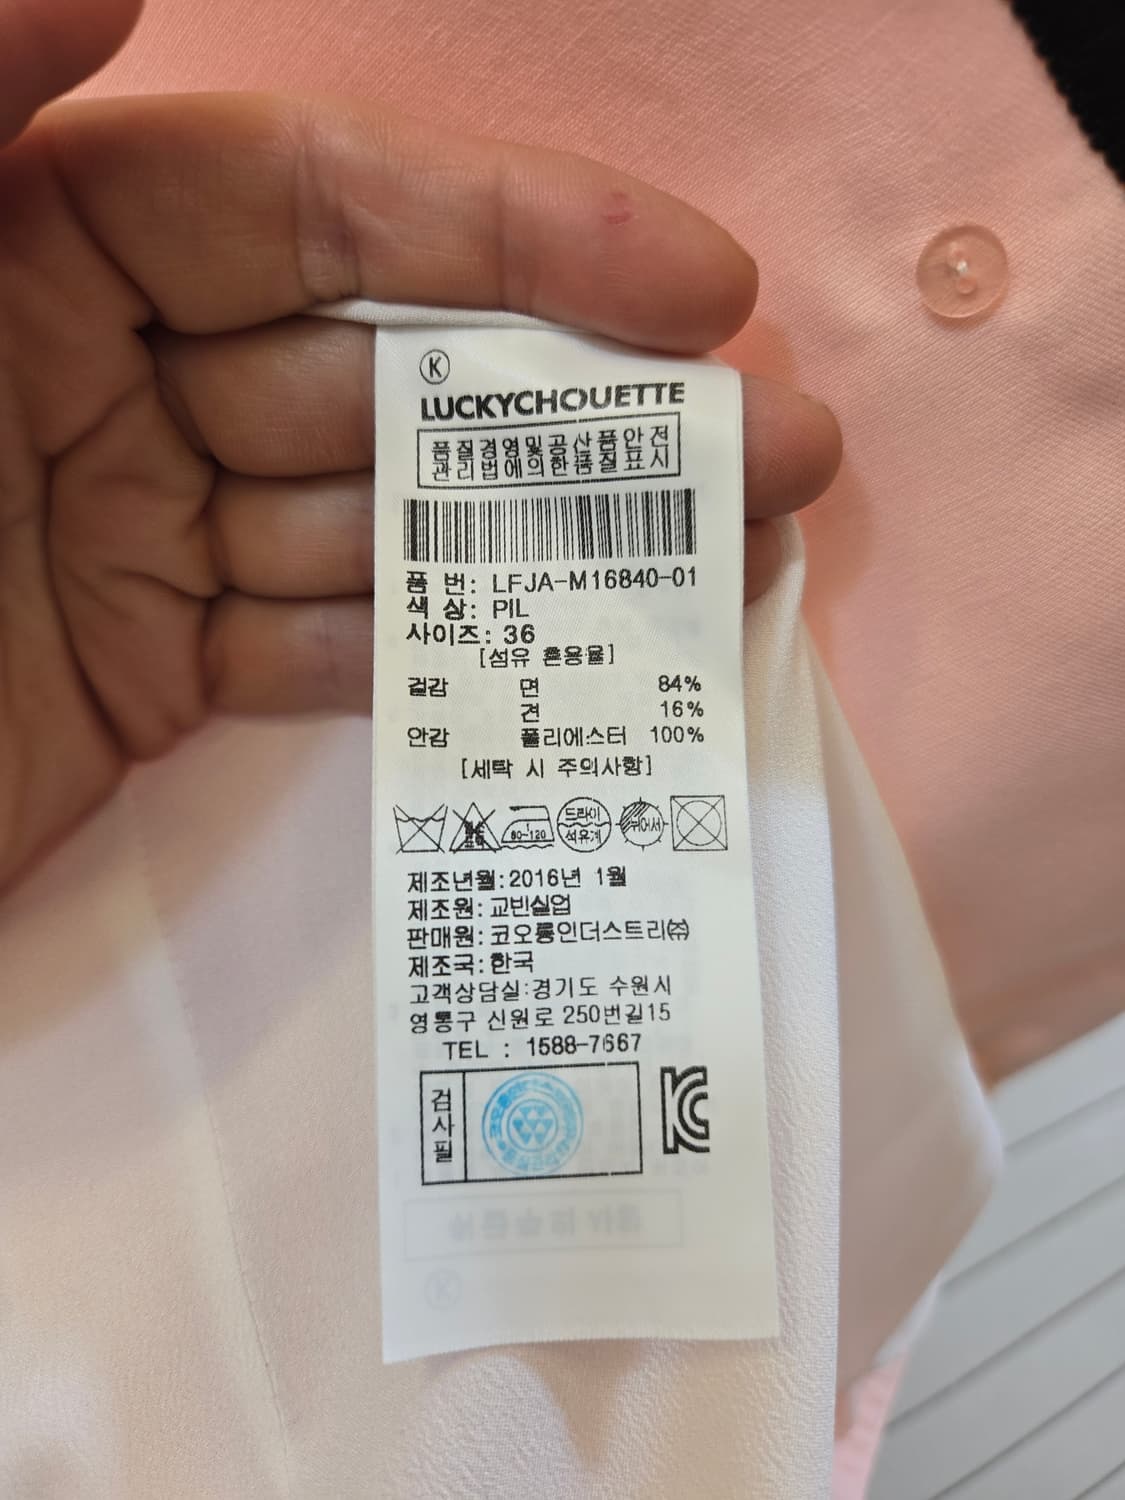 K
LUCKYCHOUETTE
품질경영및공산품안전
관리법에의한품질표시
품 번: LFJA-M16840-01
색 상: PIL
사이즈: 36
[섬유 혼용율]
겉감 면 84%
견 16%
안감 폴리에스터 100%
[세탁 시 주의사항]
80-120 드라이 석유계 뉘어서
제조년월:2016년 1월
제조원:교빈실업
판매원:코오롱인더스트리㈜
제조국:한국
고객상담실:경기도 수원시
영통구 신원로 250번길15
TEL : 1588-7667
검사필